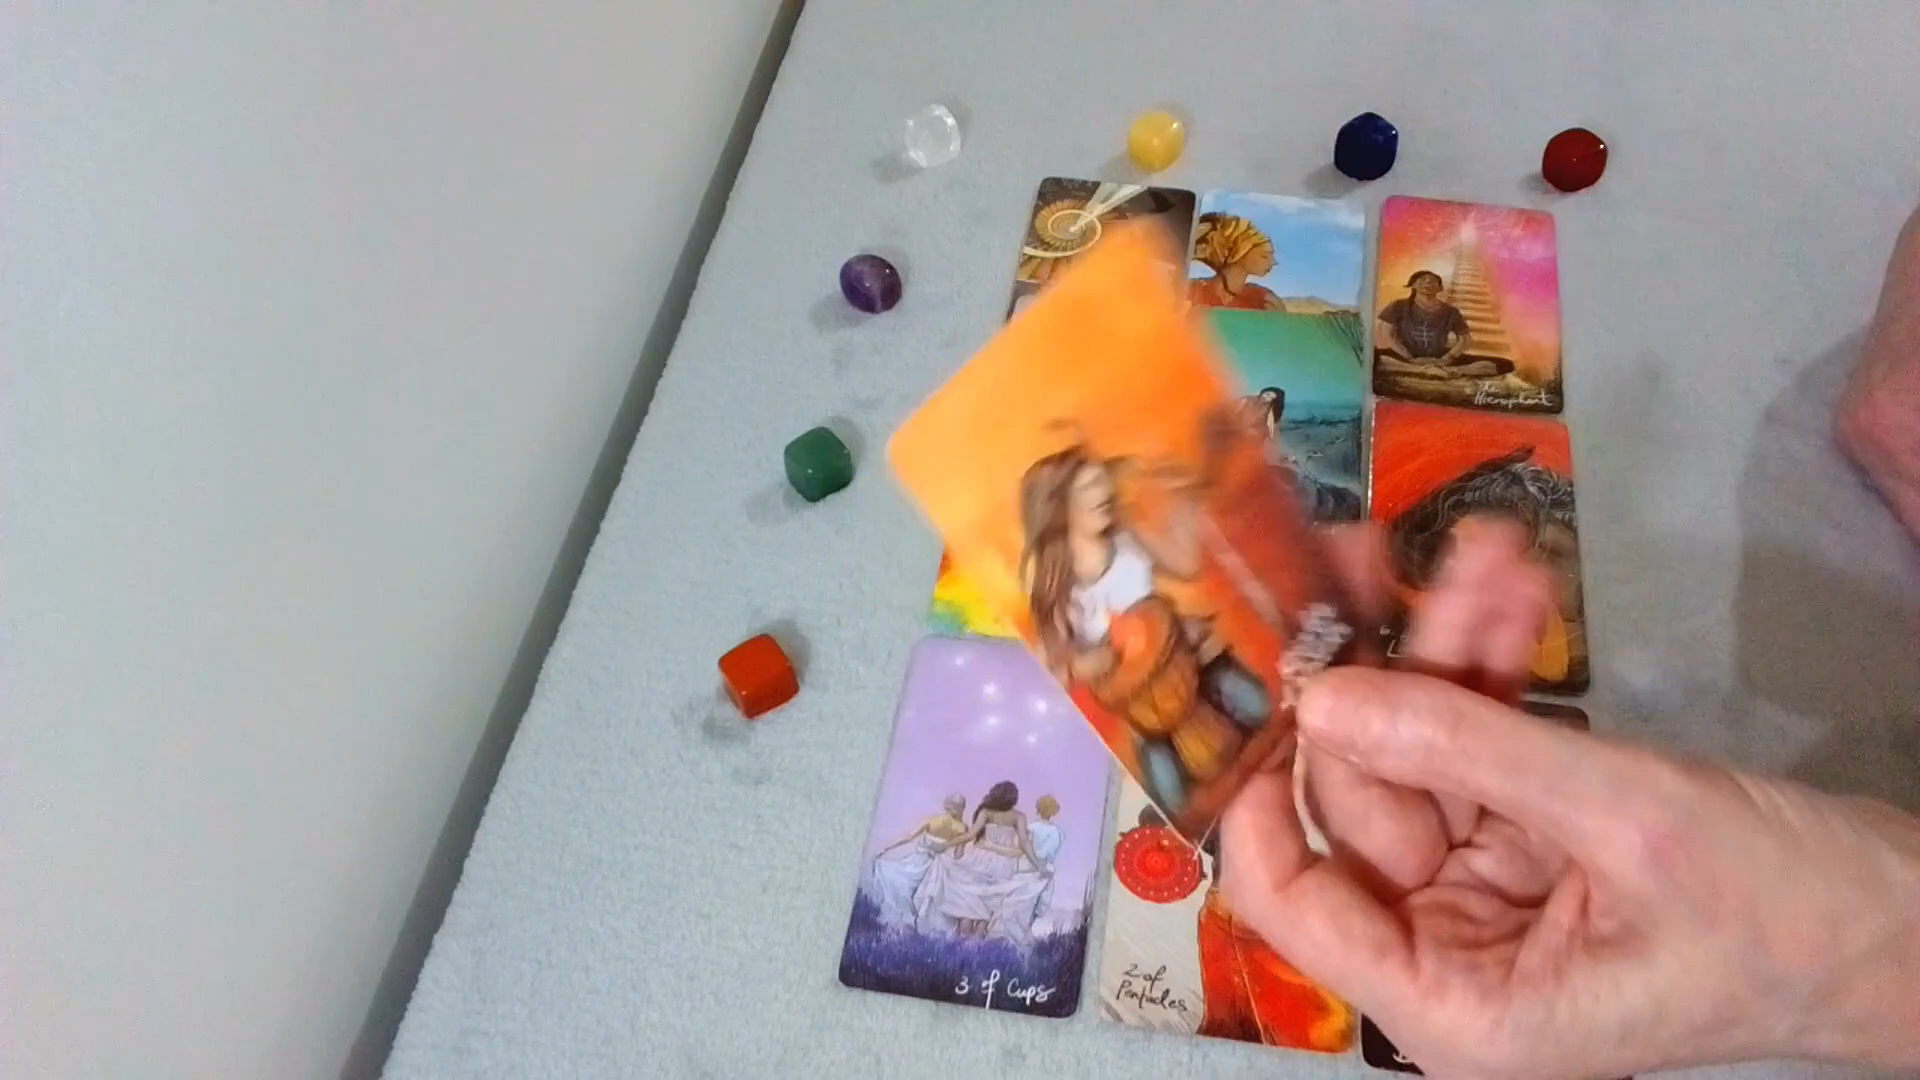 The
Hierophant
3 of Cups
2 of
Pentacles